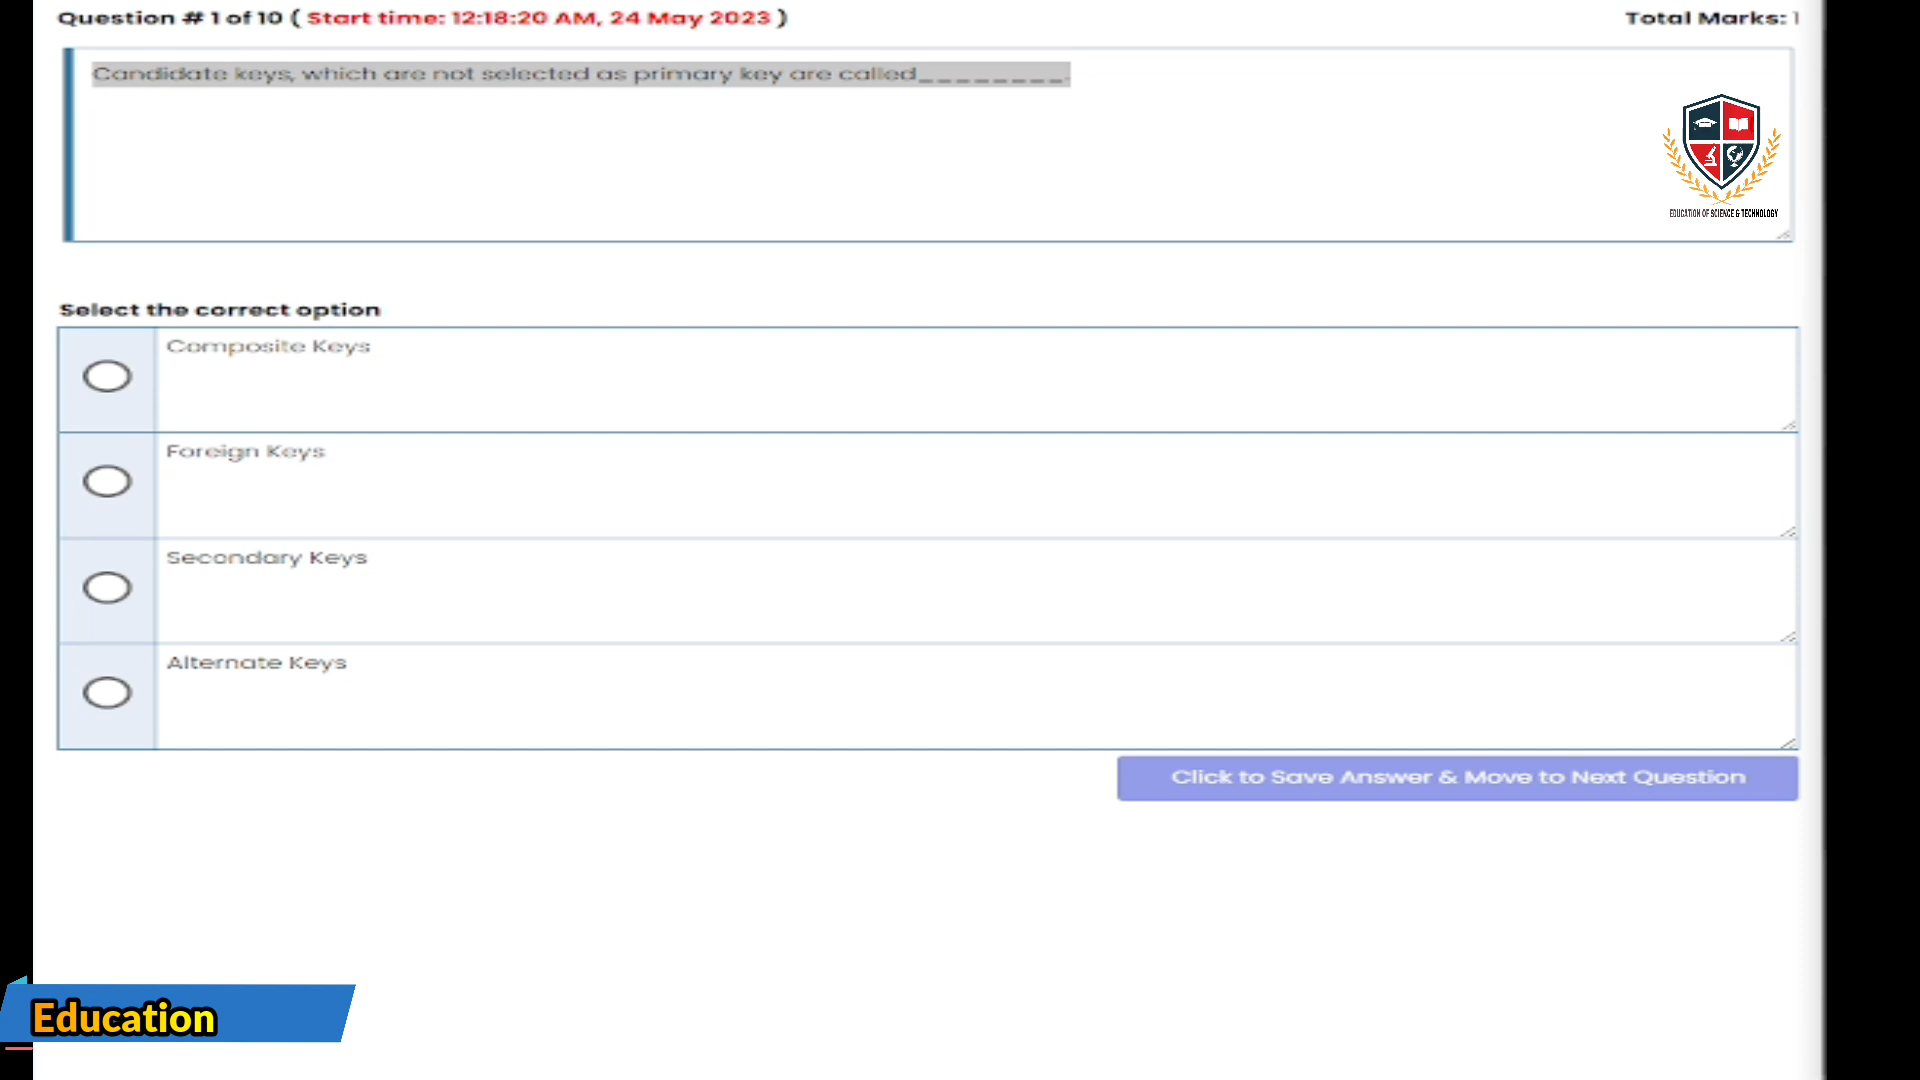 Question # 1 of 10 ( Start time: 12:18:20 AM, 24 May 2023 ) Total Marks: 1
Candidate keys, which are not selected as primary key are called_________.
EDUCATION OF SCIENCE & TECHNOLOGY
Select the correct option
Composite Keys
Foreign Keys
Secondary Keys
Alternate Keys
Click to Save Answer & Move to Next Question
Education